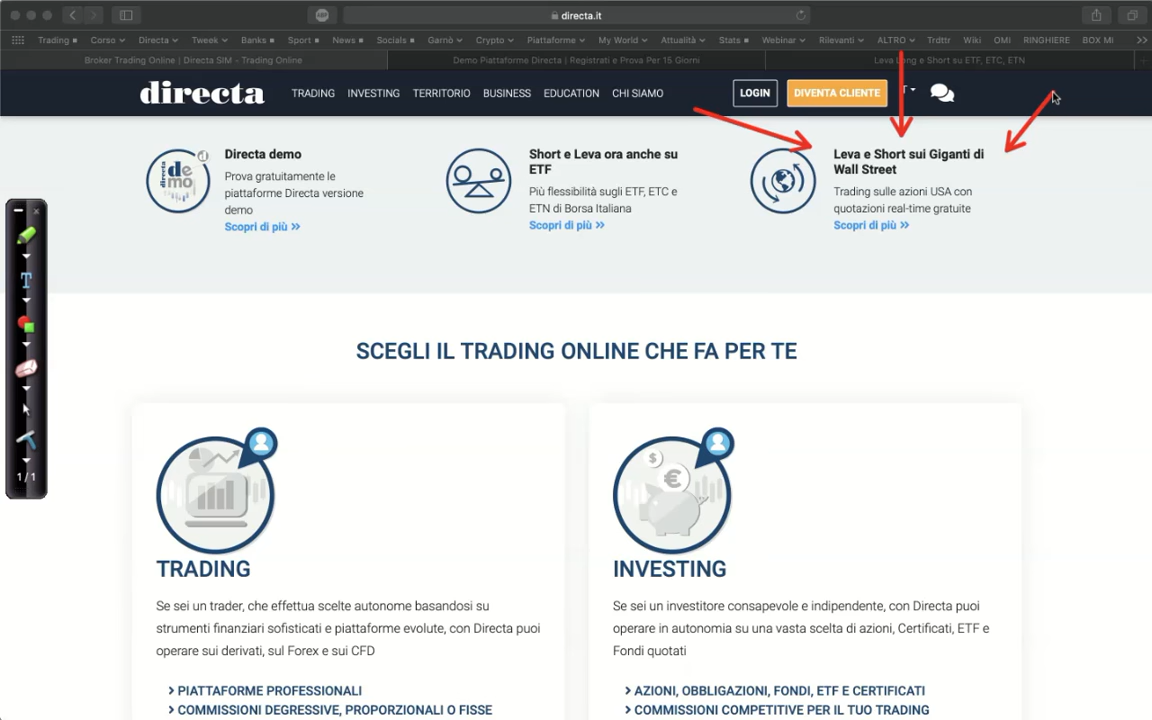 directa.it
Trading
Corso
Directa
Tweek
Banks
Sport
News
Socials
Garnò
Crypto
Piattaforme
My World
Attualità
Stats
Webinar
Rilevanti
ALTRO
Trdttr
Wiki
OMI
RINGHIERE
BOX MI
Broker Trading Online | Directa SIM - Trading Online
Demo Piattaforme Directa | Registrati e Prova Per 15 Giorni
Leva Long e Short su ETF, ETC, ETN
directa
TRADING
INVESTING
TERRITORIO
BUSINESS
EDUCATION
CHI SIAMO
LOGIN
DIVENTA CLIENTE
directa
demo
Directa demo
Prova gratuitamente le
piattaforme Directa versione
demo
Scopri di più »
Short e Leva ora anche su
ETF
Più flessibilità sugli ETF, ETC e
ETN di Borsa Italiana
Scopri di più »
Leva e Short sui Giganti di
Wall Street
Trading sulle azioni USA con
quotazioni real-time gratuite
Scopri di più »
T
1/1
SCEGLI IL TRADING ONLINE CHE FA PER TE
TRADING
Se sei un trader, che effettua scelte autonome basandosi su
strumenti finanziari sofisticati e piattaforme evolute, con Directa puoi
operare sui derivati, sul Forex e sui CFD
> PIATTAFORME PROFESSIONALI
> COMMISSIONI DEGRESSIVE, PROPORZIONALI O FISSE
$
€
INVESTING
Se sei un investitore consapevole e indipendente, con Directa puoi
operare in autonomia su una vasta scelta di azioni, Certificati, ETF e
Fondi quotati
> AZIONI, OBBLIGAZIONI, FONDI, ETF E CERTIFICATI
> COMMISSIONI COMPETITIVE PER IL TUO TRADING